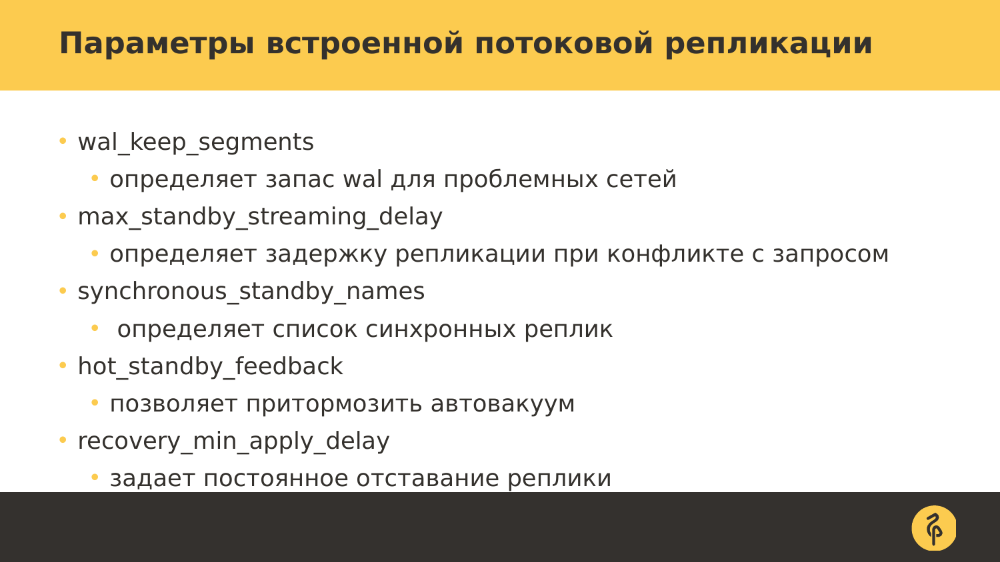 Параметры встроенной потоковой репликации
• wal_keep_segments
• определяет запас wal для проблемных сетей
• max_standby_streaming_delay
• определяет задержку репликации при конфликте с запросом
• synchronous_standby_names
• определяет список синхронных реплик
• hot_standby_feedback
• позволяет притормозить автовакуум
• recovery_min_apply_delay
• задает постоянное отставание реплики